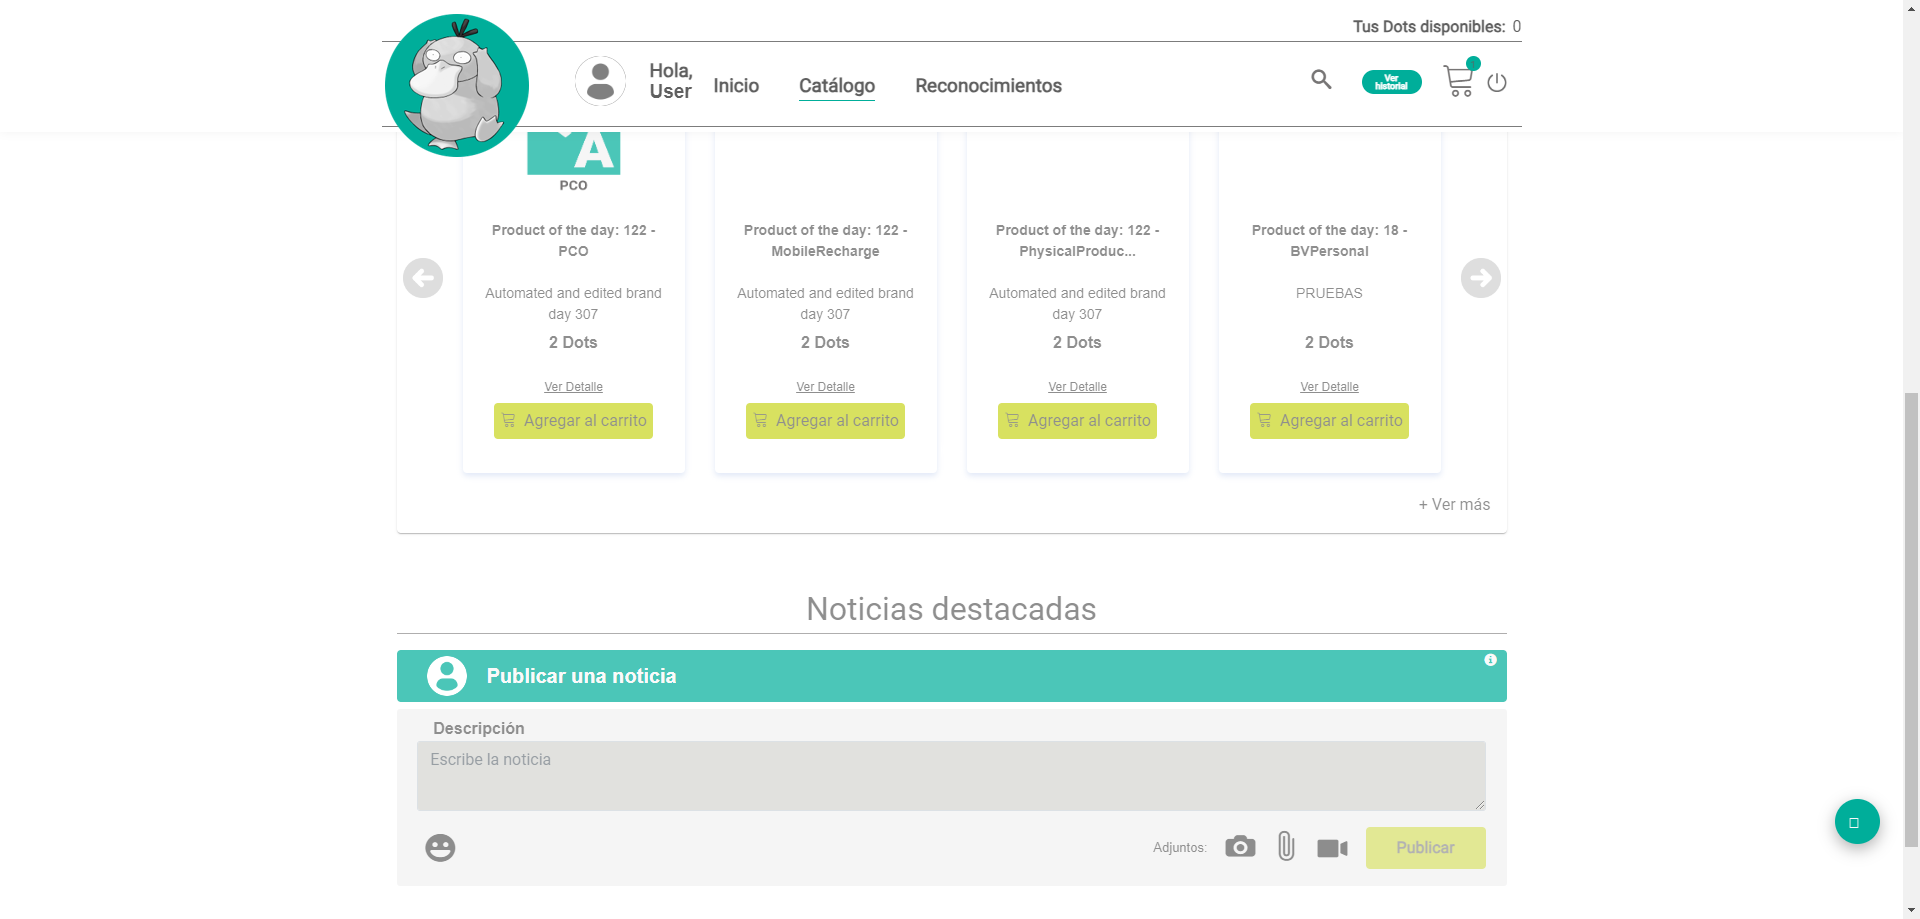 Tus Dots disponibles: 0
Hola,
User
Inicio
Catálogo
Reconocimientos
Ver
historial
A
PCO
Product of the day: 122 -
PCO
Automated and edited brand
day 307
2 Dots
Ver Detalle
Agregar al carrito
Product of the day: 122 -
MobileRecharge
Automated and edited brand
day 307
2 Dots
Ver Detalle
Agregar al carrito
Product of the day: 122 -
PhysicalProduc...
Automated and edited brand
day 307
2 Dots
Ver Detalle
Agregar al carrito
Product of the day: 18 -
BVPersonal
PRUEBAS
2 Dots
Ver Detalle
Agregar al carrito
+ Ver más
Noticias destacadas
Publicar una noticia
Descripción
Escribe la noticia
Adjuntos:
Publicar